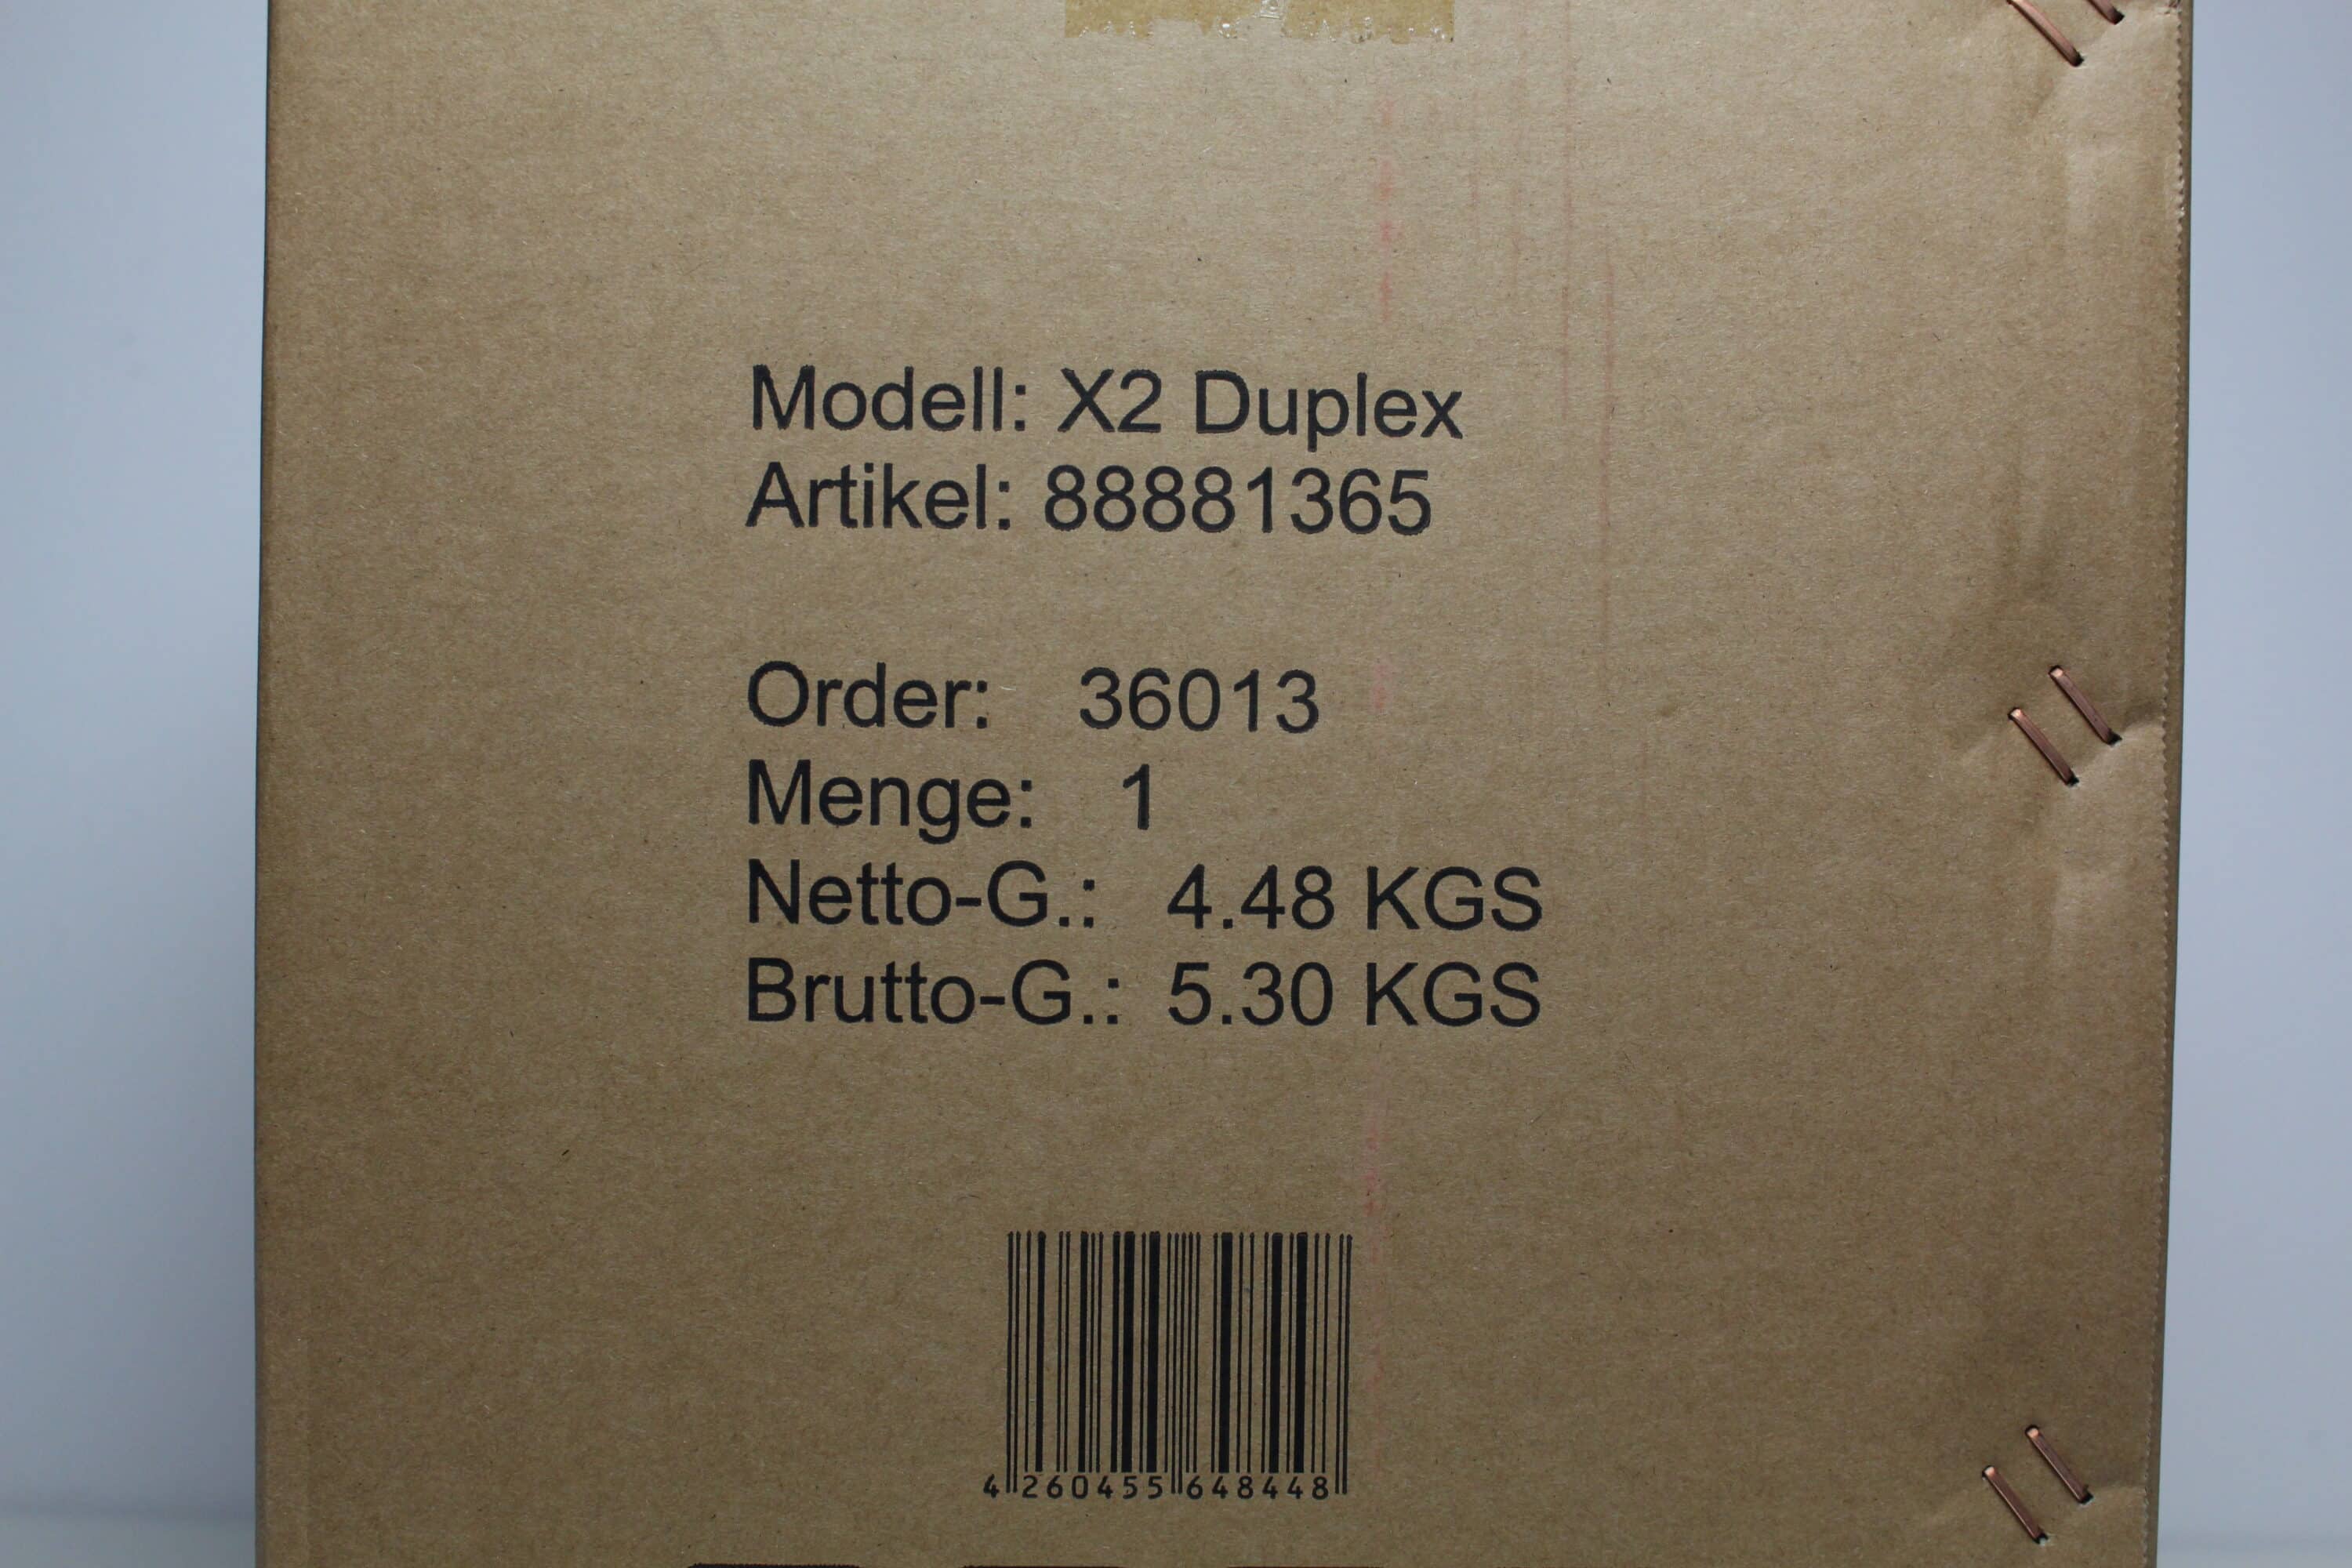 Modell: X2 Duplex
Artikel: 88881365
Order: 36013
Menge: 1
Netto-G.: 4.48 KGS
Brutto-G.: 5.30 KGS
4 260455 648448